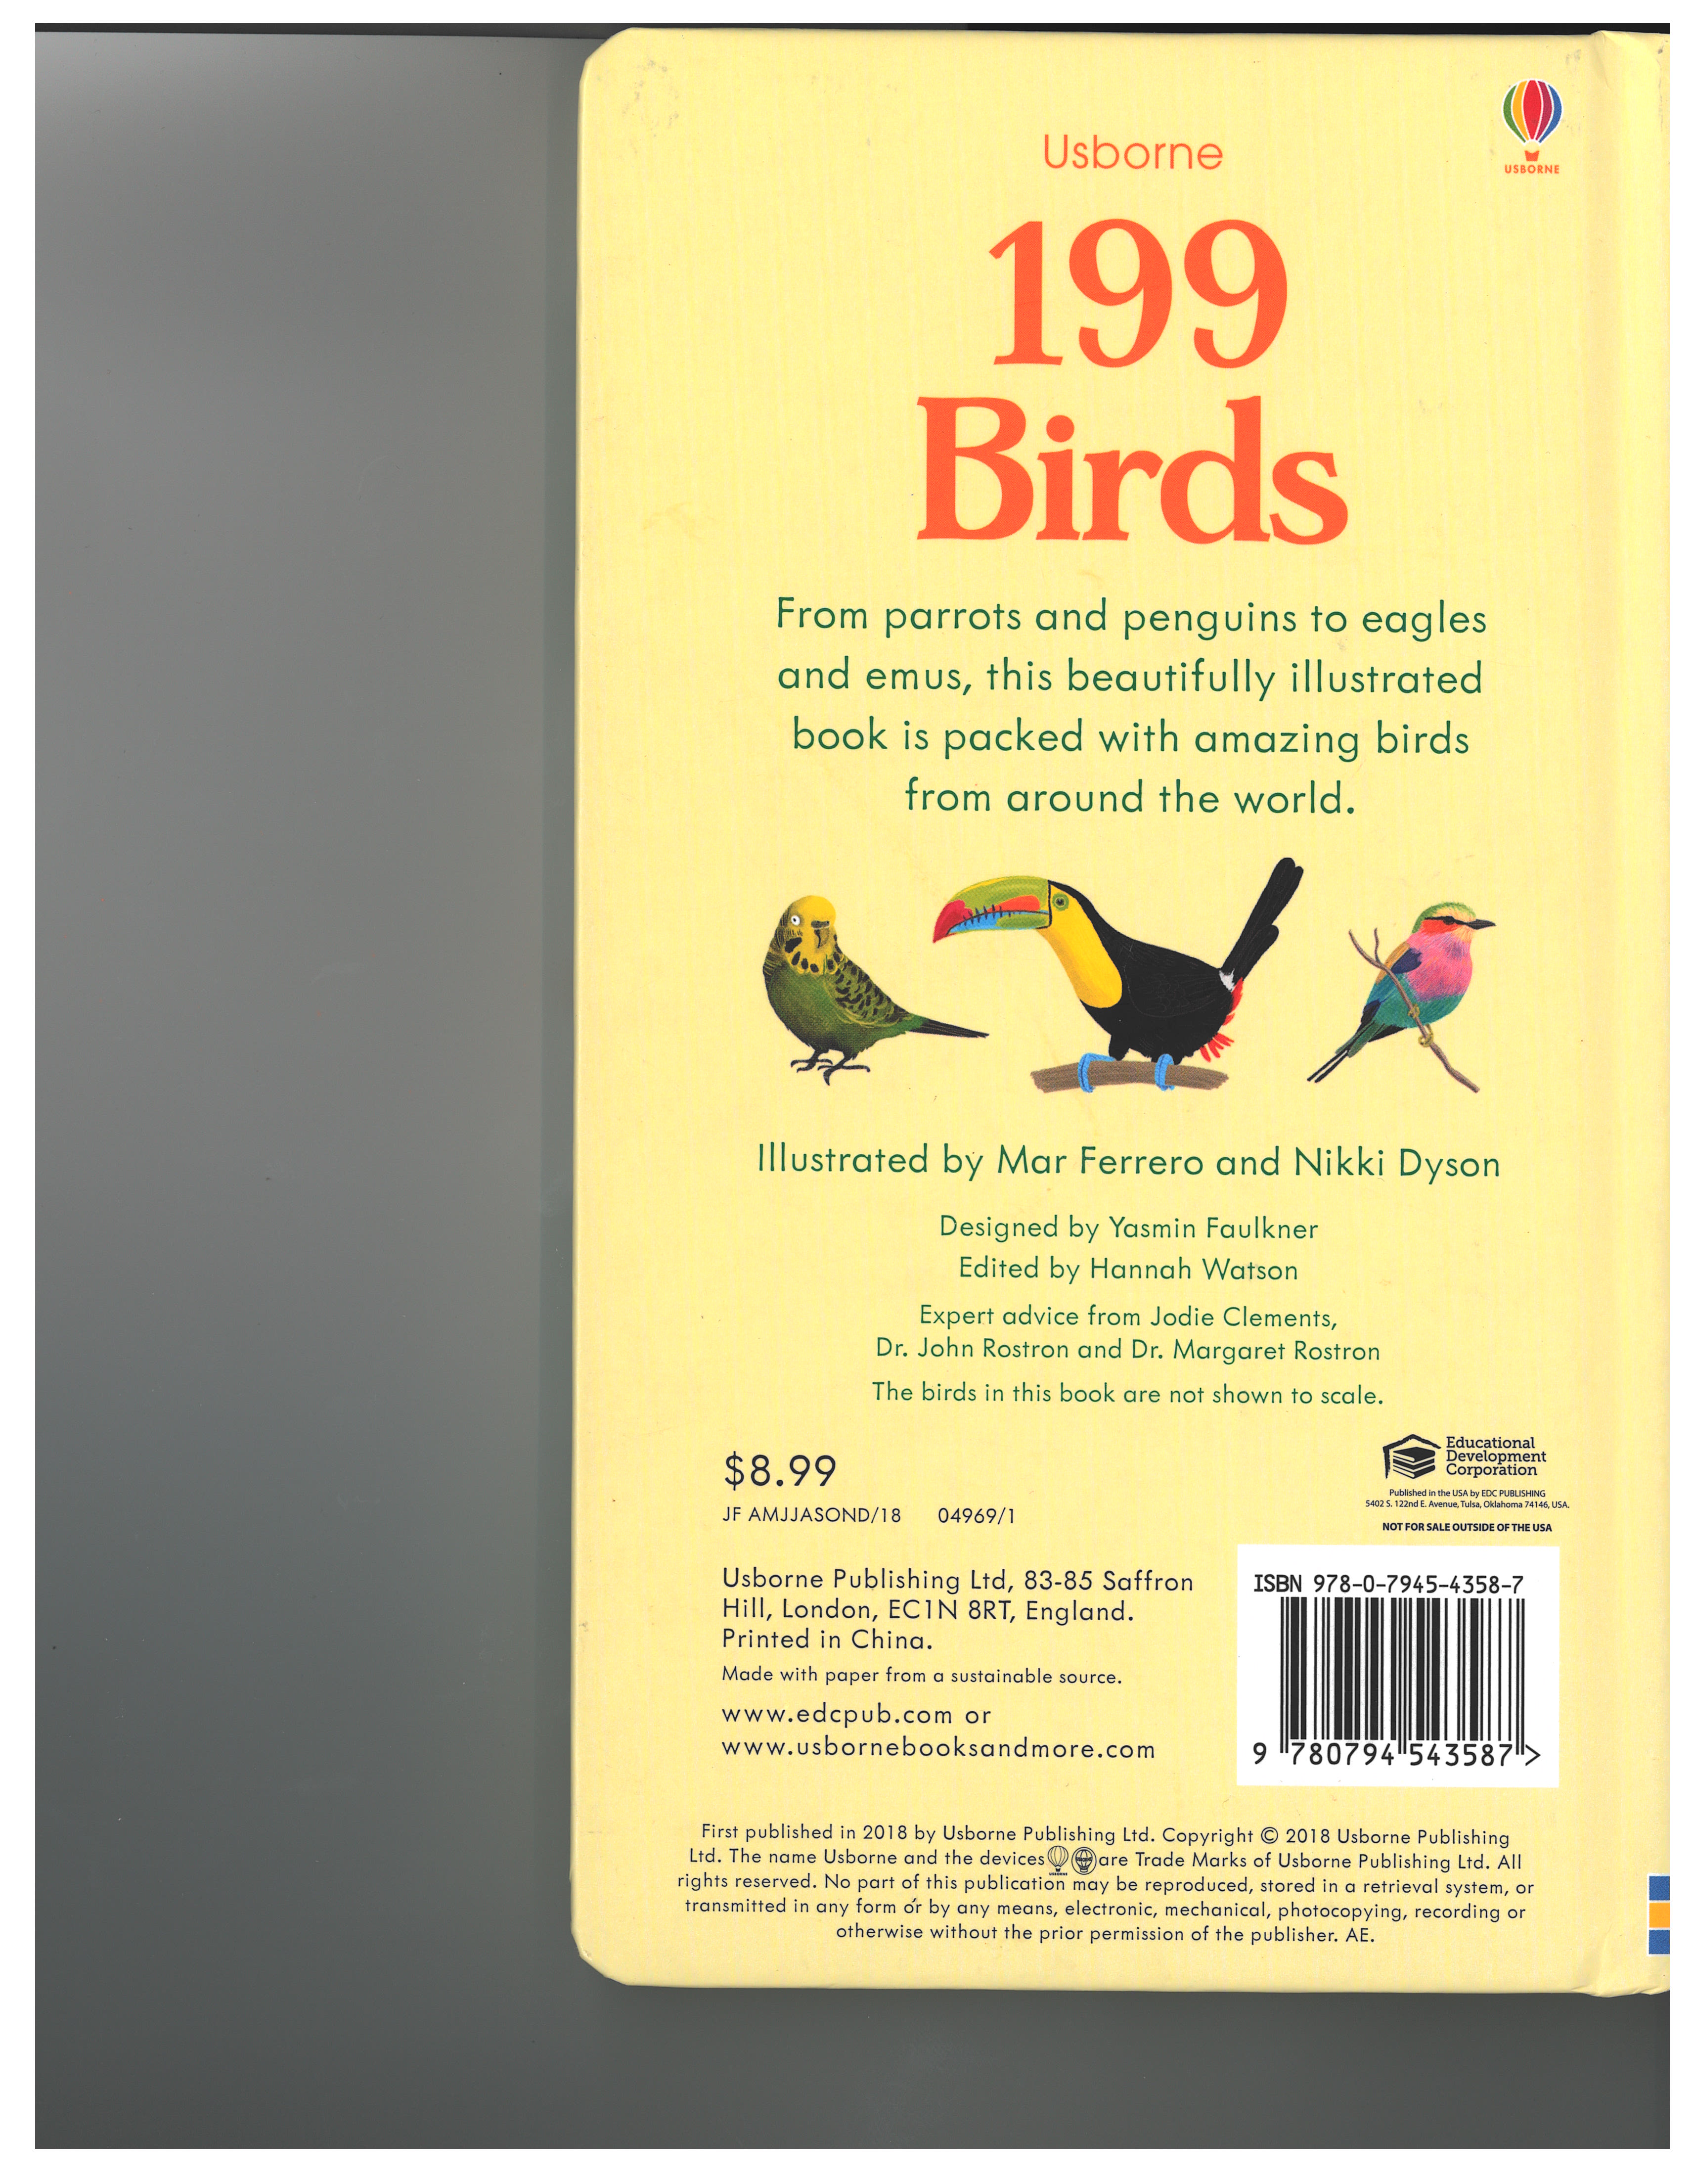 Usborne
USBORNE
199
Birds
From parrots and penguins to eagles
and emus, this beautifully illustrated
book is packed with amazing birds
from around the world.
Illustrated by Mar Ferrero and Nikki Dyson
Designed by Yasmin Faulkner
Edited by Hannah Watson
Expert advice from Jodie Clements,
Dr. John Rostron and Dr. Margaret Rostron
The birds in this book are not shown to scale.
$8.99
JF AMJJASOND/18 04969/1
Educational
Development
Corporation
Published in the USA by EDC PUBLISHING
5402 S. 122nd E. Avenue, Tulsa, Oklahoma 74146, USA.
NOT FOR SALE OUTSIDE OF THE USA
Usborne Publishing Ltd, 83-85 Saffron
Hill, London, EC1N 8RT, England.
Printed in China.
Made with paper from a sustainable source.
www.edcpub.com or
www.usbornebooksandmore.com
ISBN 978-0-7945-4358-7
9 780794 543587 >
First published in 2018 by Usborne Publishing Ltd. Copyright © 2018 Usborne Publishing
Ltd. The name Usborne and the devices are Trade Marks of Usborne Publishing Ltd. All
rights reserved. No part of this publication may be reproduced, stored in a retrieval system, or
transmitted in any form or by any means, electronic, mechanical, photocopying, recording or
otherwise without the prior permission of the publisher. AE.